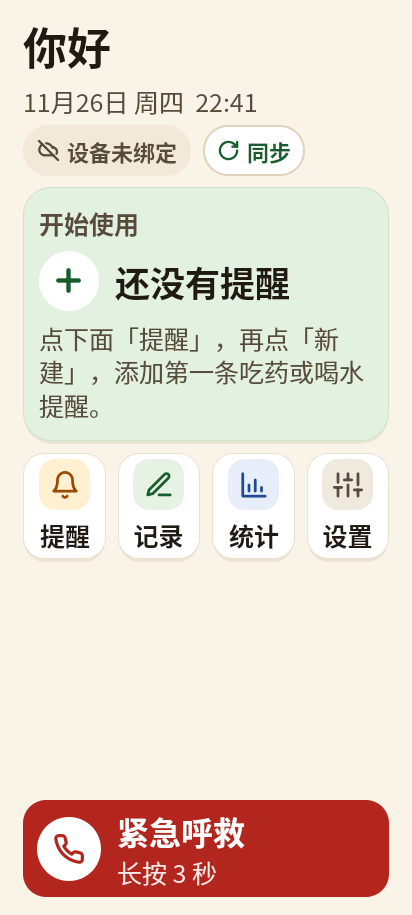 你好
11月26日 周四 22:41
设备未绑定
同步
开始使用
还没有提醒
点下面「提醒」，再点「新
建」，添加第一条吃药或喝水
提醒。
提醒
记录
统计
设置
紧急呼救
长按 3 秒